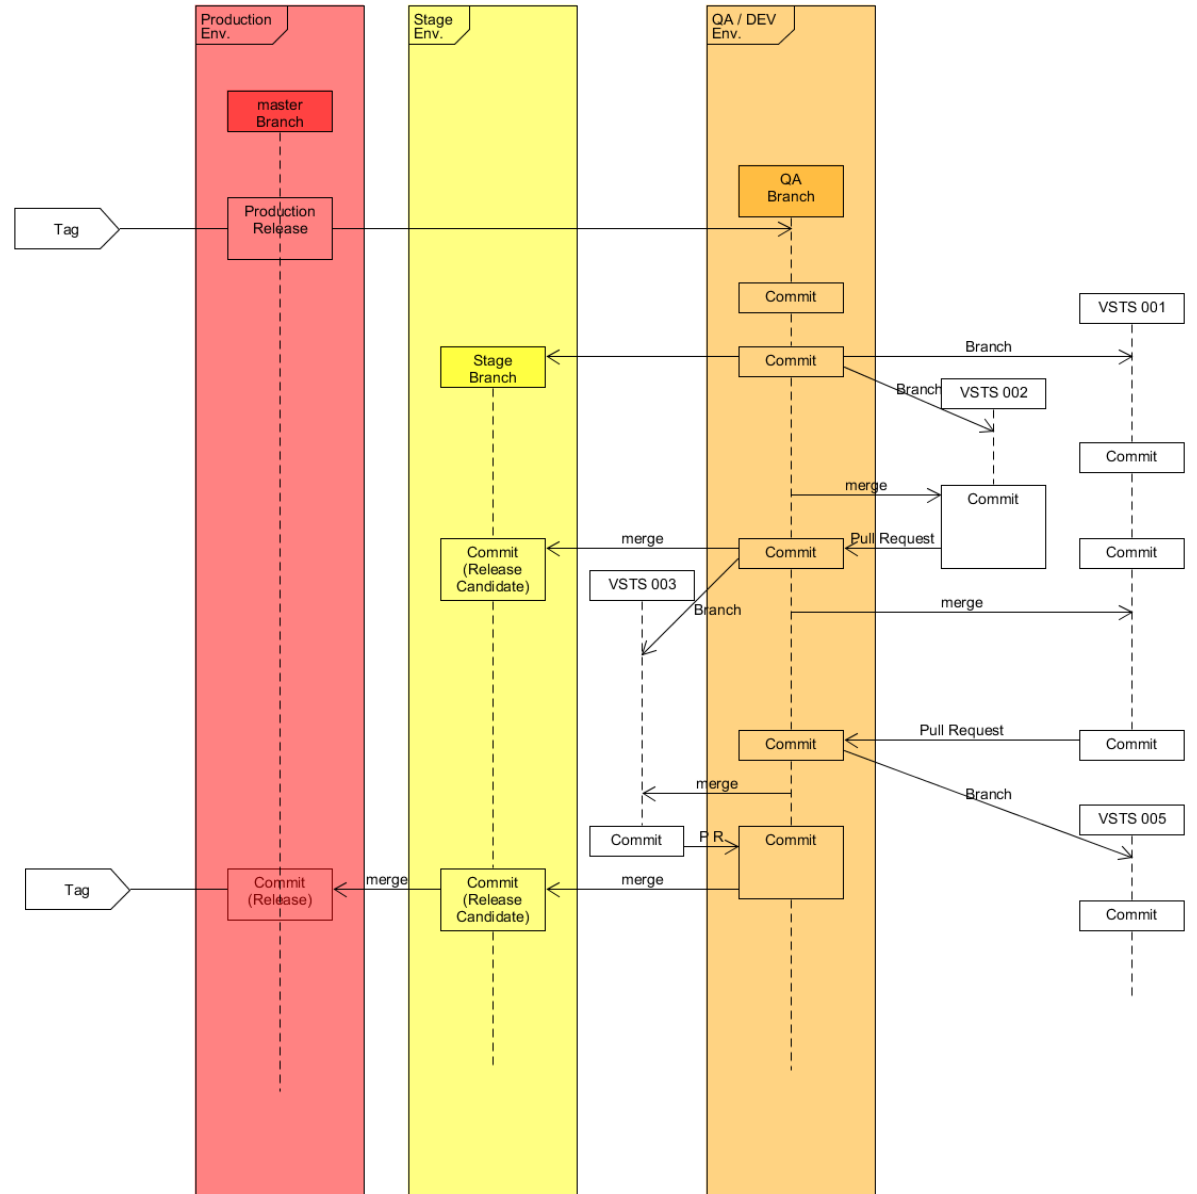 Production
Env.
Stage
Env.
QA / DEV
Env.
master
Branch
QA
Branch
Tag
Production
Release
Commit
VSTS 001
Stage
Branch
Commit
Branch
Branch
VSTS 002
Commit
merge
Commit
Commit
(Release
Candidate)
merge
Commit
Pull Request
Commit
VSTS 003
Branch
merge
Commit
Pull Request
Commit
merge
Branch
VSTS 005
Commit
P R
Commit
Tag
Commit
(Release)
merge
Commit
(Release
Candidate)
merge
Commit